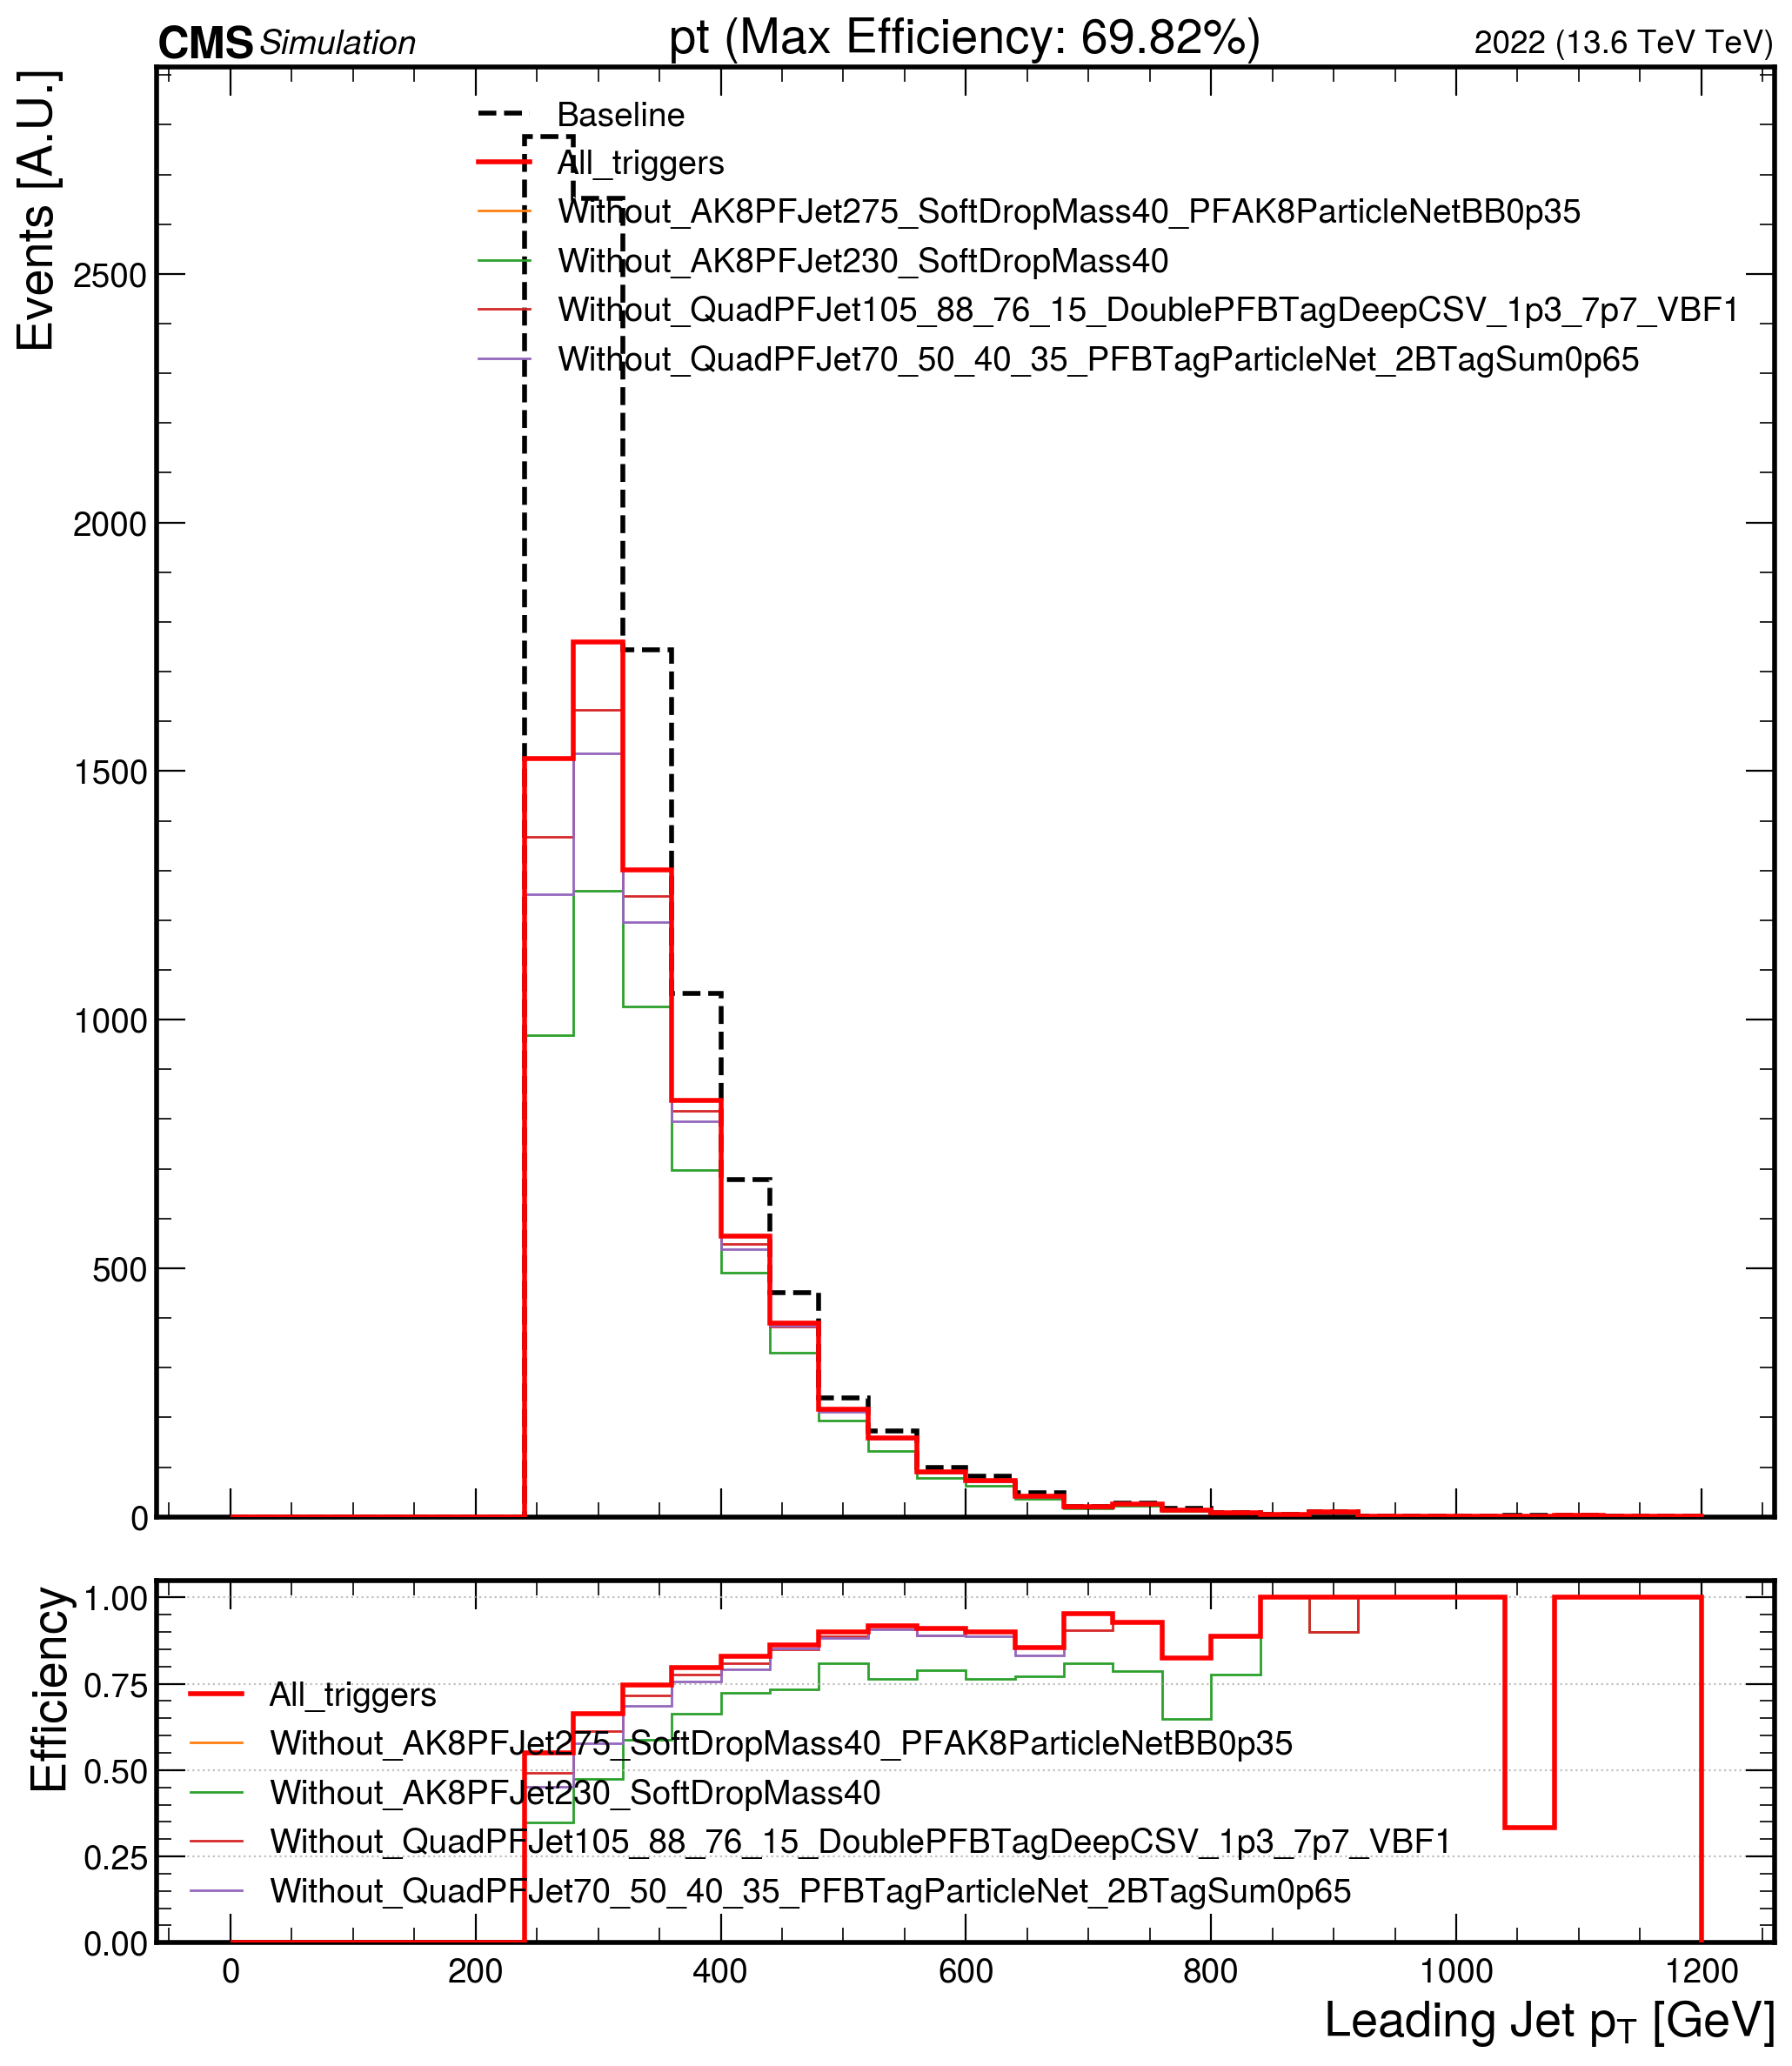 CMS Simulation pt (Max Efficiency: 69.82%) 2022 (13.6 TeV TeV)
Events [A.U.]
Baseline
All_triggers
Without_AK8PFJet275_SoftDropMass40_PFAK8ParticleNetBB0p35
Without_AK8PFJet230_SoftDropMass40
Without_QuadPFJet105_88_76_15_DoublePFBTagDeepCSV_1p3_7p7_VBF1
Without_QuadPFJet70_50_40_35_PFBTagParticleNet_2BTagSum0p65
2500
2000
1500
1000
500
0
Efficiency
1.00
0.75
0.50
0.25
0.00
All_triggers
Without_AK8PFJet275_SoftDropMass40_PFAK8ParticleNetBB0p35
Without_AK8PFJet230_SoftDropMass40
Without_QuadPFJet105_88_76_15_DoublePFBTagDeepCSV_1p3_7p7_VBF1
Without_QuadPFJet70_50_40_35_PFBTagParticleNet_2BTagSum0p65
0 200 400 600 800 1000 1200
Leading Jet pT [GeV]